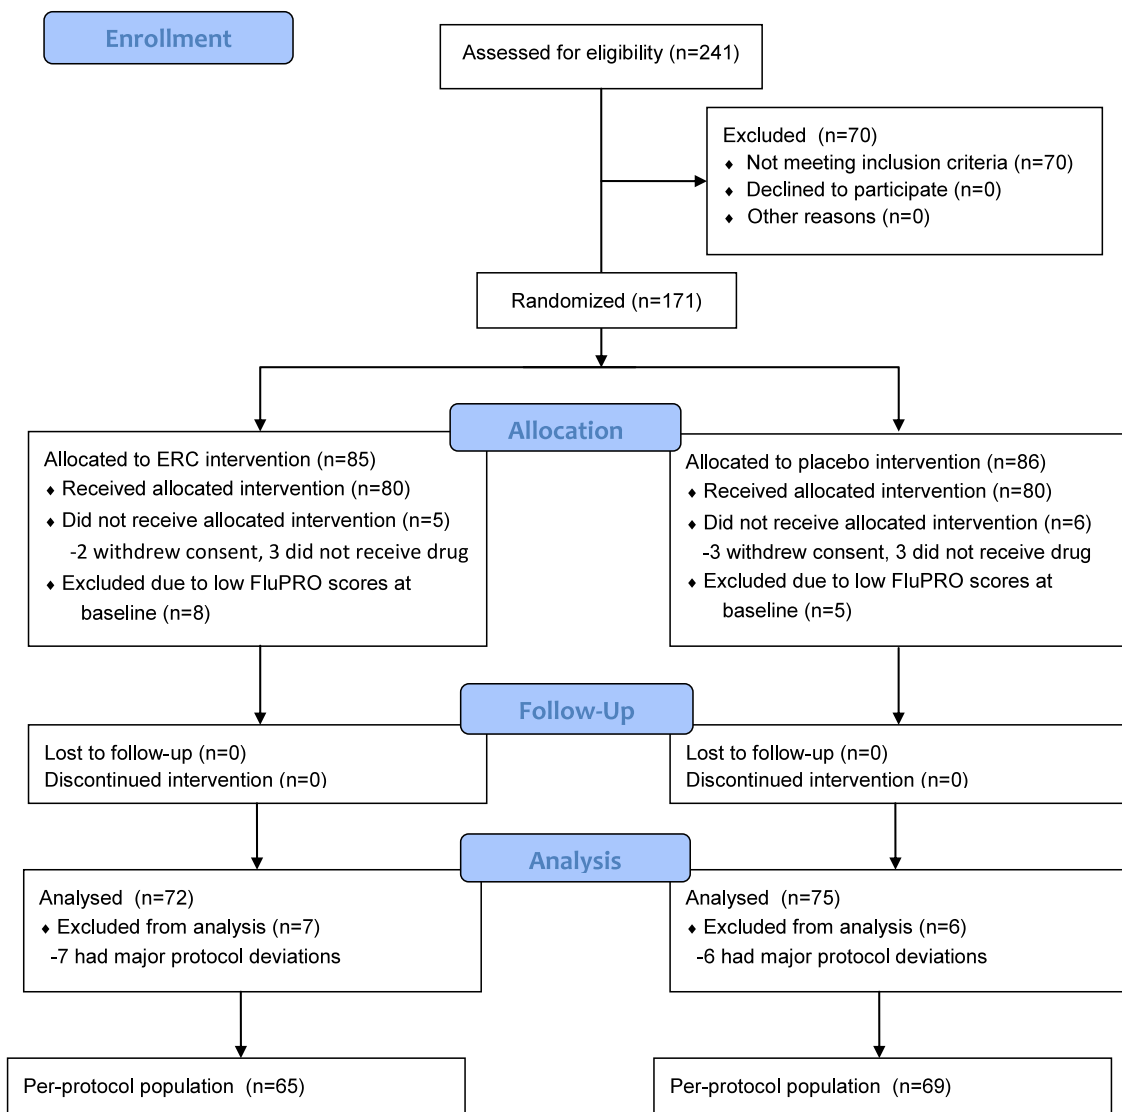 Enrollment
Assessed for eligibility (n=241)
Excluded (n=70)
♦ Not meeting inclusion criteria (n=70)
♦ Declined to participate (n=0)
♦ Other reasons (n=0)
Randomized (n=171)
Allocation
Allocated to ERC intervention (n=85)
♦ Received allocated intervention (n=80)
♦ Did not receive allocated intervention (n=5)
-2 withdrew consent, 3 did not receive drug
♦ Excluded due to low FluPRO scores at
baseline (n=8)
Allocated to placebo intervention (n=86)
♦ Received allocated intervention (n=80)
♦ Did not receive allocated intervention (n=6)
-3 withdrew consent, 3 did not receive drug
♦ Excluded due to low FluPRO scores at
baseline (n=5)
Follow-Up
Lost to follow-up (n=0)
Discontinued intervention (n=0)
Lost to follow-up (n=0)
Discontinued intervention (n=0)
Analysis
Analysed (n=72)
♦ Excluded from analysis (n=7)
-7 had major protocol deviations
Analysed (n=75)
♦ Excluded from analysis (n=6)
-6 had major protocol deviations
Per-protocol population (n=65)
Per-protocol population (n=69)